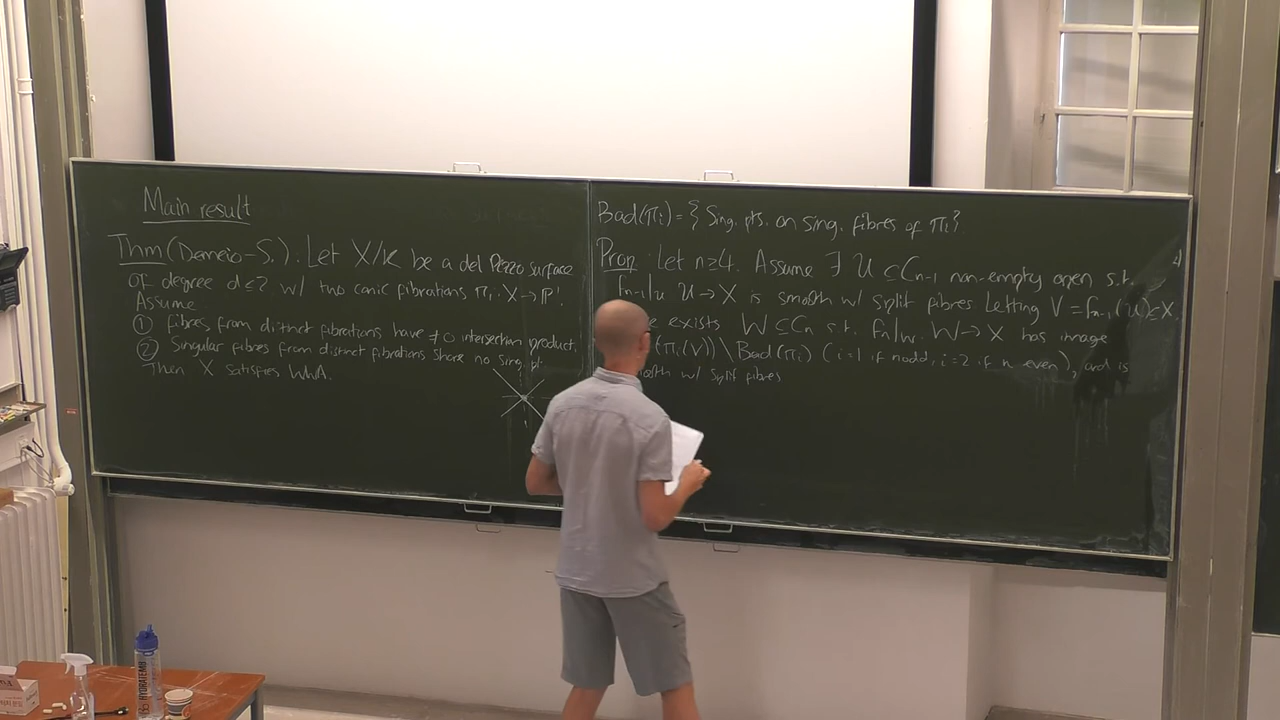 Main result
Thm (Demeio-S.): Let X/K be a del Pezzo surface
of degree d≤2 w/ two conic fibrations πi: X→P¹.
Assume
① Fibres from distinct fibrations have ≠0 intersection product.
② Singular fibres from distinct fibrations share no sing. pt.
Then X satisfies WWA.
Bad(πi) = { Sing. pts. on sing. fibres of πi }
Prop: Let n≥4. Assume ∃ U ⊆ Cn-1 non-empty open s.t.
fn-1|u: U → X is smooth w/ split fibres. Letting V = fn-1(U) ⊆ X,
exists W ⊆ Cn s.t. fn|w: W → X has image
(πi(V)) \ Bad(πi) (i=1 if n odd, i=2 if n even), and is
w/ split fibres
HYDRATEM8